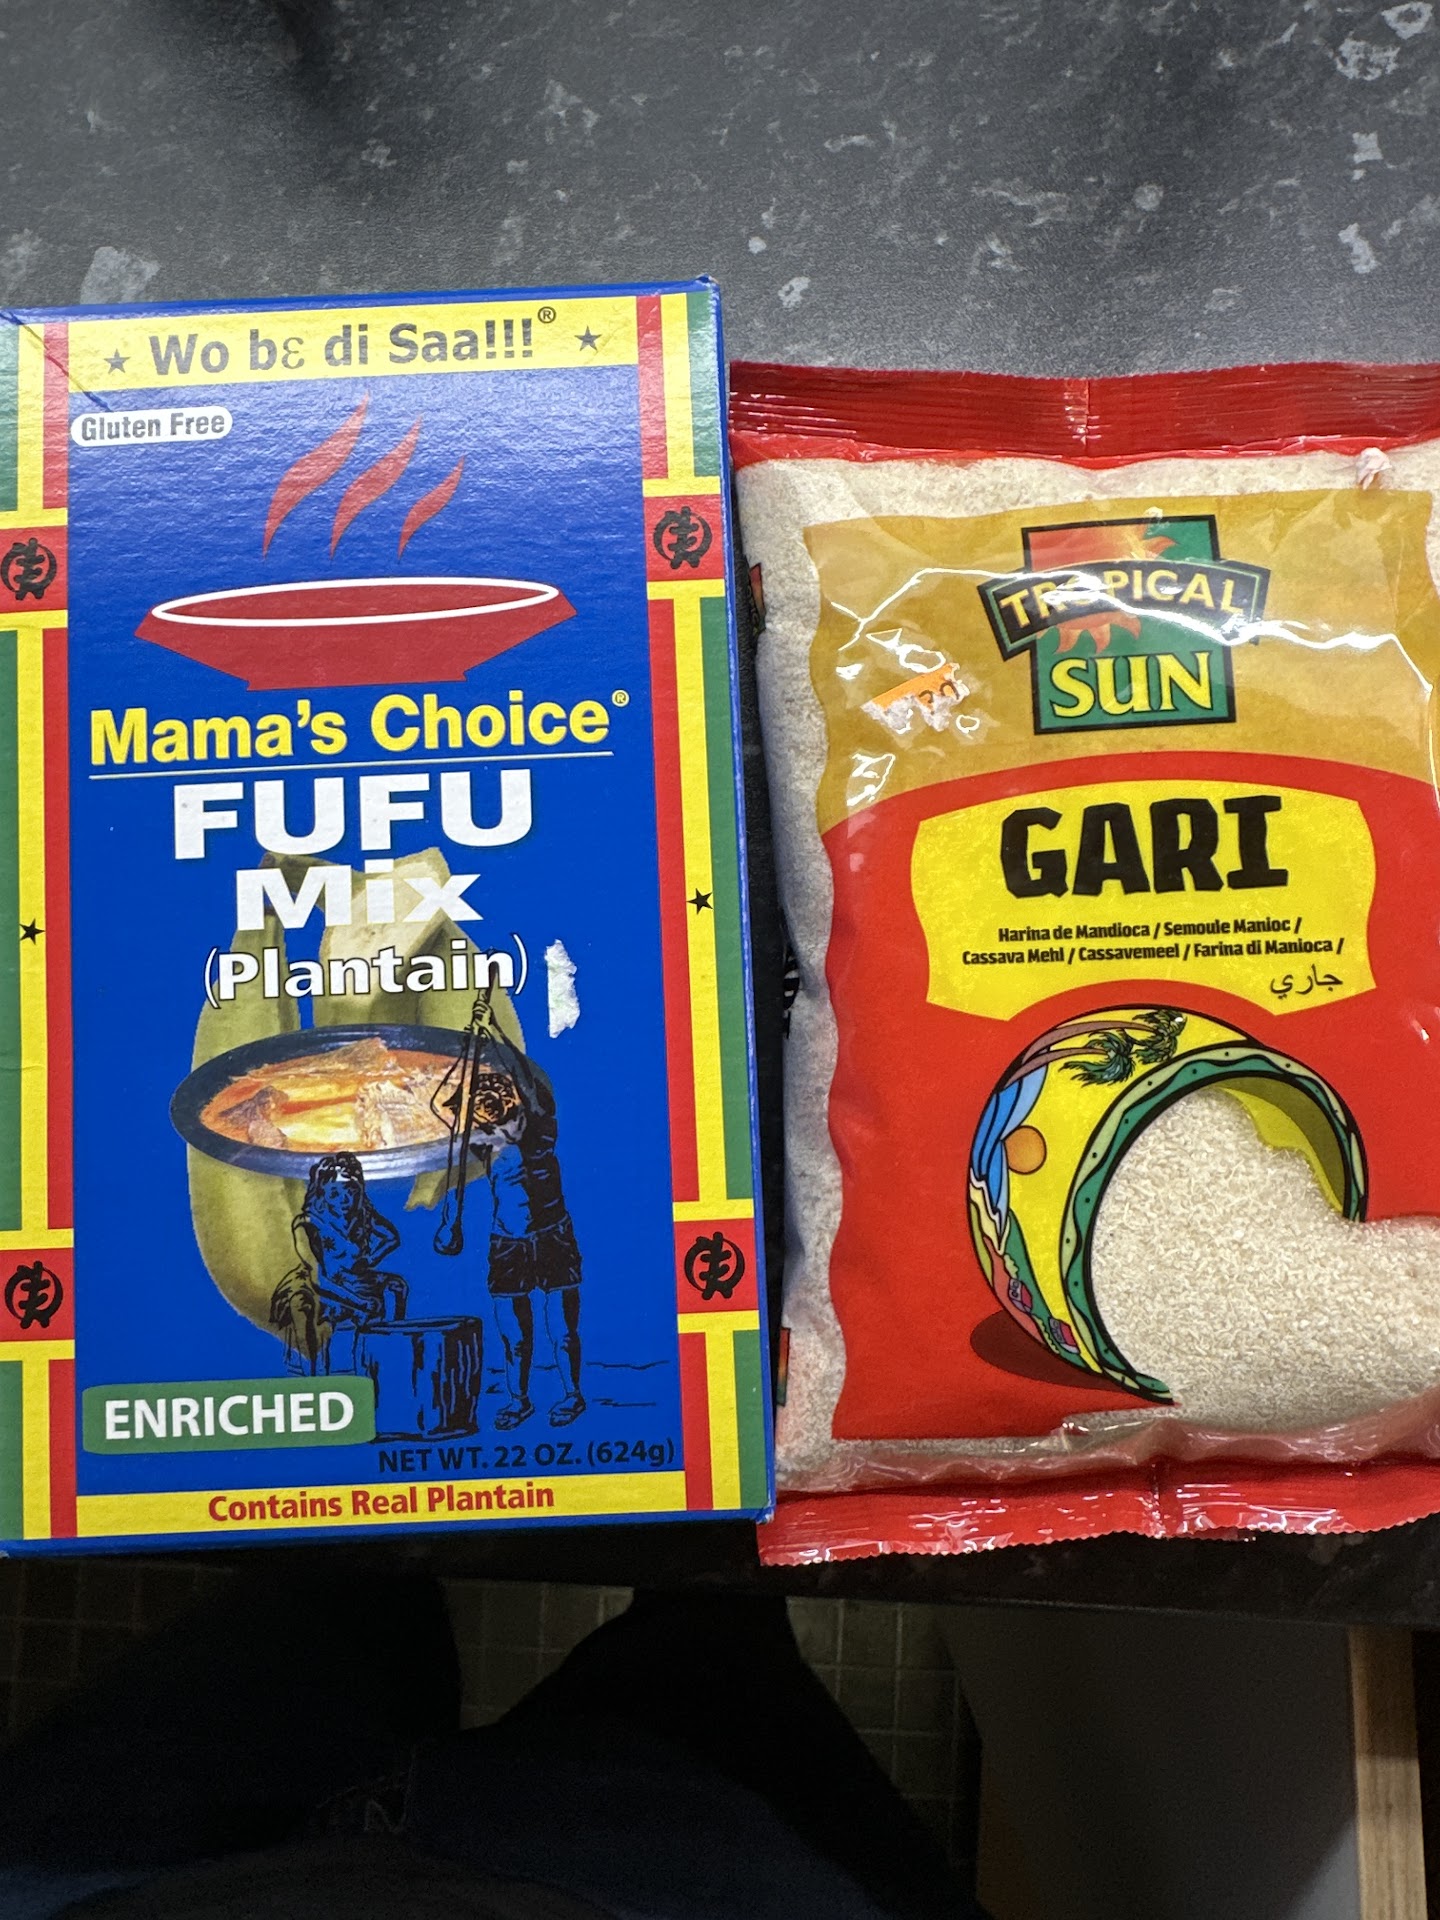 Wo bɛ di Saa!!!®
Gluten Free
Mama's Choice®
FUFU
Mix
(Plantain)
ENRICHED
NET WT. 22 OZ. (624g)
Contains Real Plantain
TROPICAL
SUN
GARI
Harina de Mandioca / Semoule Manioc /
Cassava Mehl / Cassavemeel / Farina di Manioca /
جاري